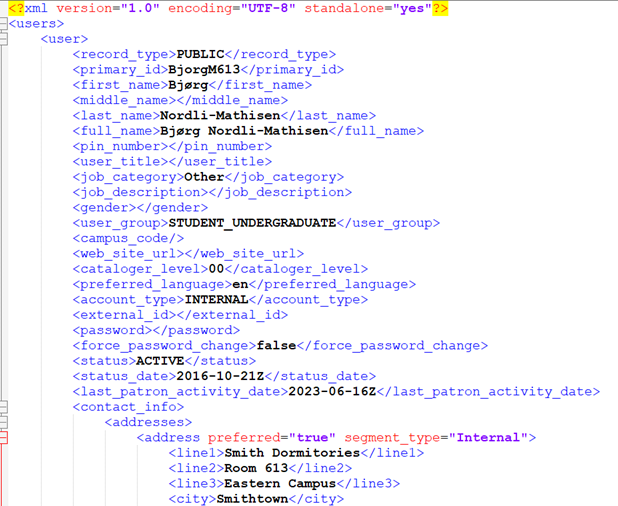 <?xml version="1.0" encoding="UTF-8" standalone="yes"?>
<users>
<user>
<record_type>PUBLIC</record_type>
<primary_id>BjorgM613</primary_id>
<first_name>Bjørg</first_name>
<middle_name></middle_name>
<last_name>Nordli-Mathisen</last_name>
<full_name>Bjørg Nordli-Mathisen</full_name>
<pin_number></pin_number>
<user_title></user_title>
<job_category>Other</job_category>
<job_description></job_description>
<gender></gender>
<user_group>STUDENT_UNDERGRADUATE</user_group>
<campus_code/>
<web_site_url></web_site_url>
<cataloger_level>00</cataloger_level>
<preferred_language>en</preferred_language>
<account_type>INTERNAL</account_type>
<external_id></external_id>
<password></password>
<force_password_change>false</force_password_change>
<status>ACTIVE</status>
<status_date>2016-10-21Z</status_date>
<last_patron_activity_date>2023-06-16Z</last_patron_activity_date>
<contact_info>
<addresses>
<address preferred="true" segment_type="Internal">
<line1>Smith Dormitories</line1>
<line2>Room 613</line2>
<line3>Eastern Campus</line3>
<city>Smithtown</city>